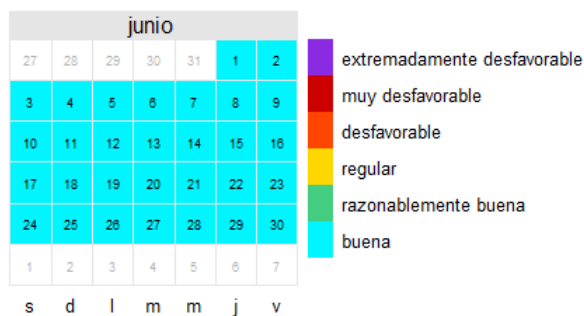 junio
27 28 29 30 31 1 2
3 4 5 6 7 8 9
10 11 12 13 14 15 16
17 18 19 20 21 22 23
24 25 26 27 28 29 30
1 2 3 4 5 6 7
s d l m m j v
extremadamente desfavorable
muy desfavorable
desfavorable
regular
razonablemente buena
buena